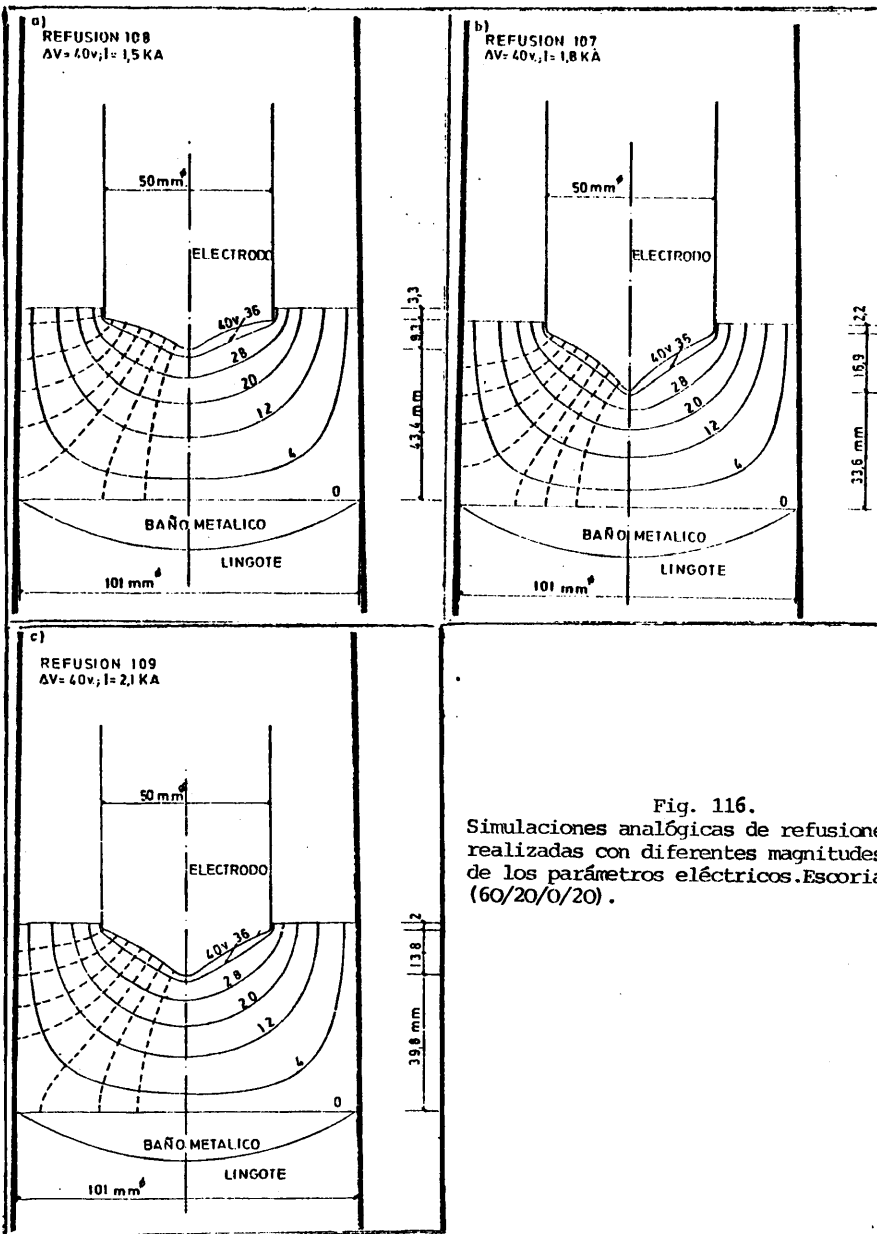 a)
REFUSION 108
ΔV= 40v; I= 1,5 KA
50 mm ø
ELECTRODO
40v 36
28
20
12
4
0
BAÑO METALICO
LINGOTE
101 mm ø
3,3
43,4 mm
b)
REFUSION 107
ΔV= 40v.; I= 1,8 KA
50 mm ø
ELECTRODO
40v 35
28
20
12
4
0
BAÑO METALICO
LINGOTE
101 mm ø
2,2
16,9
33,6 mm
c)
REFUSION 109
ΔV= 40v.; I= 2,1 KA
50 mm ø
ELECTRODO
40v 36
28
20
12
4
0
BAÑO METALICO
LINGOTE
101 mm ø
2
13,8
39,8 mm
Fig. 116.
Simulaciones analógicas de refusione
realizadas con diferentes magnitudes
de los parámetros eléctricos.Escoria
(60/20/0/20).